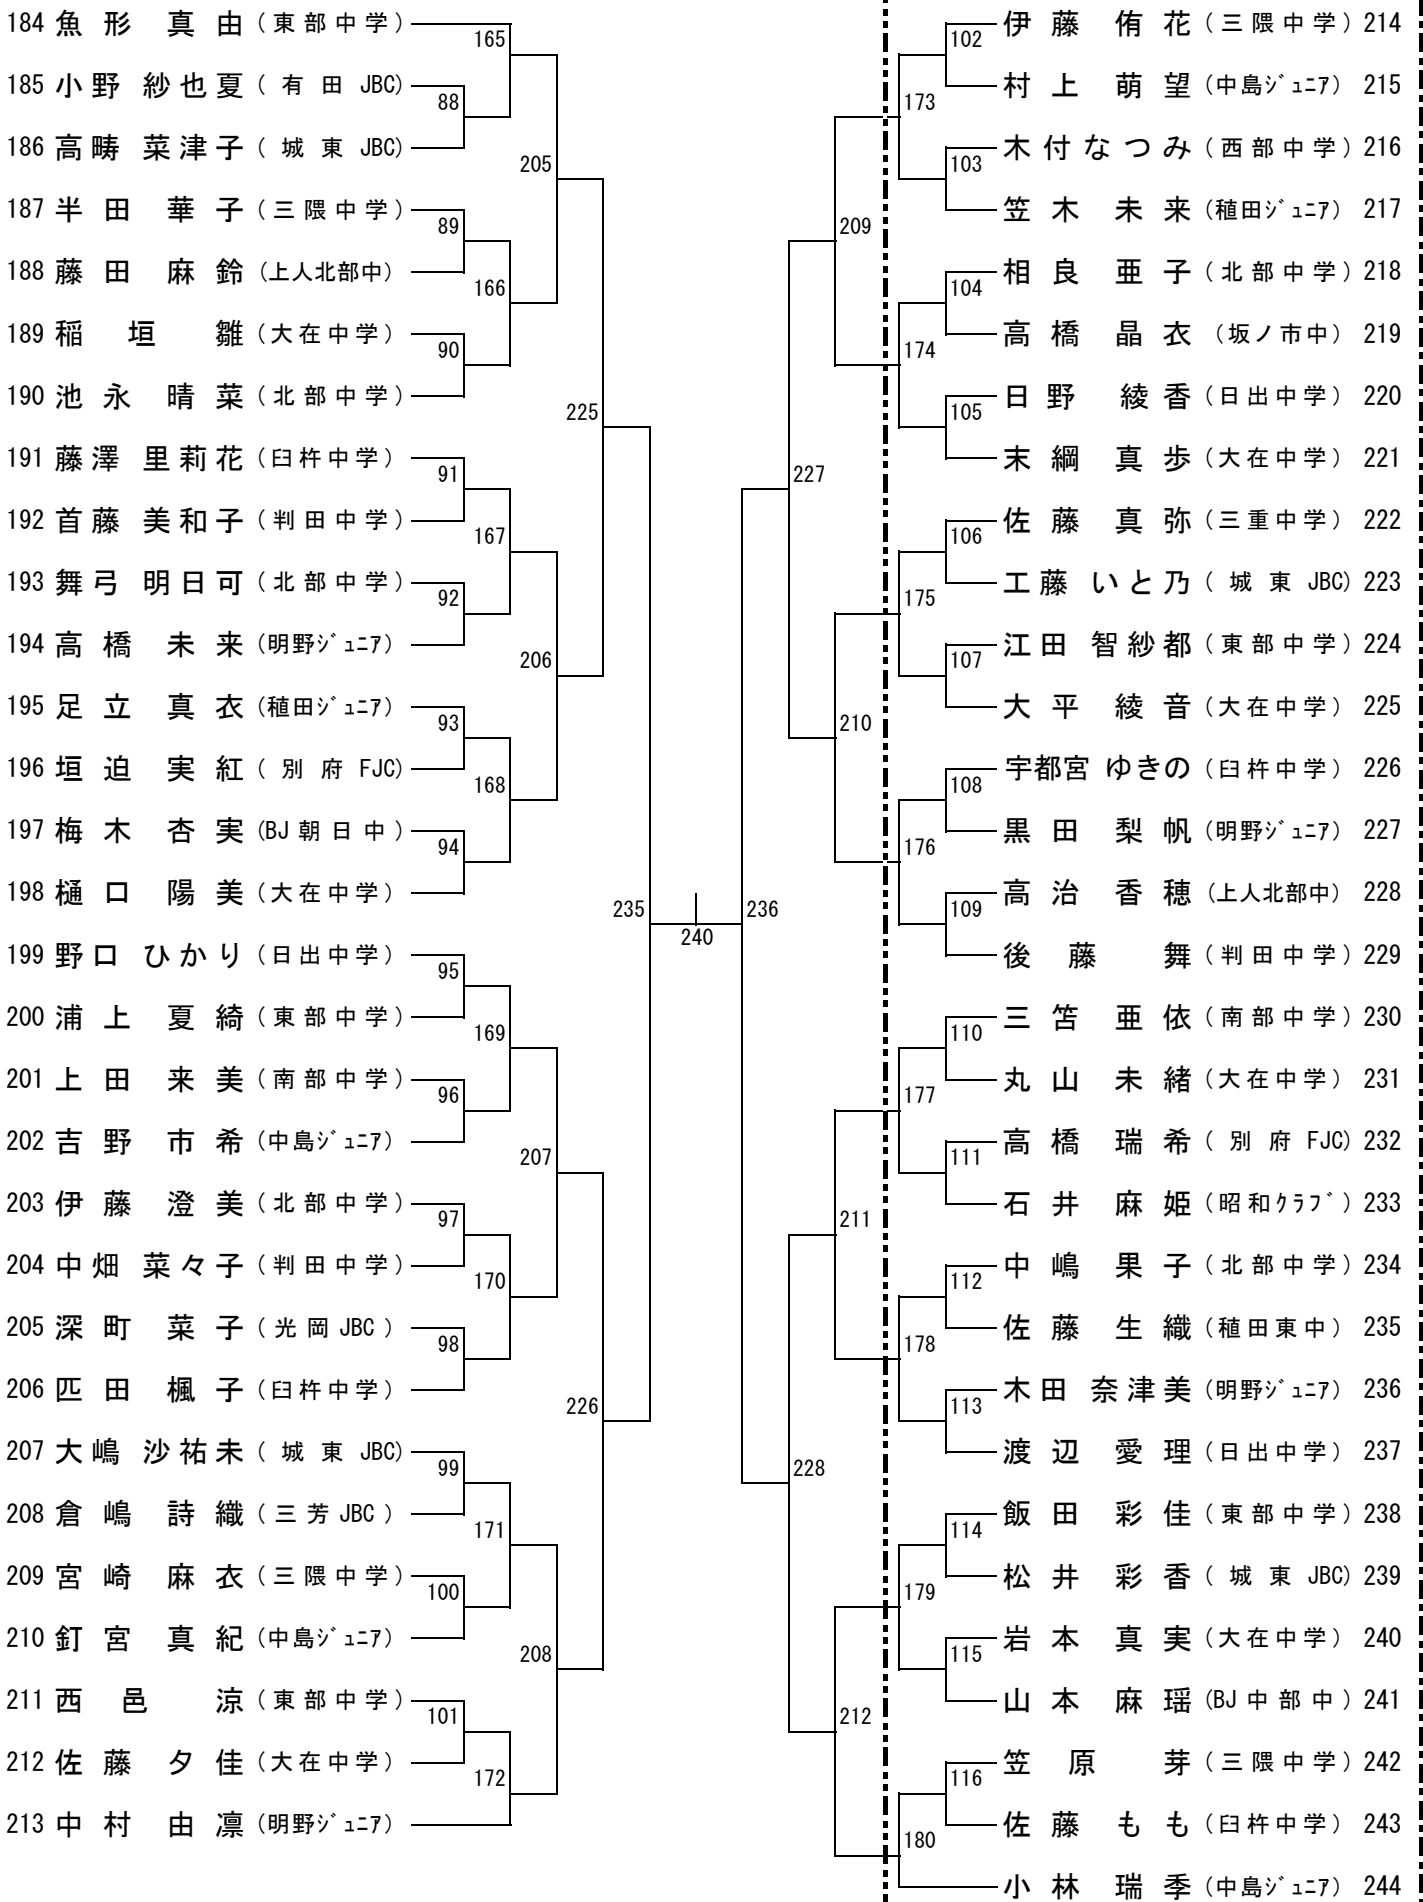 184 魚形 真由 (東部中学)
165
185 小野 紗也夏 (有田 JBC)
88
186 高畴 菜津子 (城東 JBC)
205
187 半田 華子 (三隈中学)
89
188 藤田 麻鈴 (上人北部中)
166
189 稲垣 雛 (大在中学)
90
190 池永 晴菜 (北部中学)
225
191 藤澤 里莉花 (臼杵中学)
91
192 首藤 美和子 (判田中学)
167
193 舞弓 明日可 (北部中学)
92
194 高橋 未来 (明野ジュニア)
206
195 足立 真衣 (稙田ジュニア)
93
196 垣迫 実紅 (別府 FJC)
168
197 梅木 杏実 (BJ朝日中)
94
198 樋口 陽美 (大在中学)
235
199 野口 ひかり (日出中学)
95
200 浦上 夏綺 (東部中学)
169
201 上田 来美 (南部中学)
96
202 吉野 市希 (中島ジュニア)
207
203 伊藤 澄美 (北部中学)
97
204 中畑 菜々子 (判田中学)
170
205 深町 菜子 (光岡 JBC)
98
206 匹田 楓子 (臼杵中学)
226
207 大嶋 沙祐未 (城東 JBC)
99
208 倉嶋 詩織 (三芳 JBC)
171
209 宮崎 麻衣 (三隈中学)
100
210 釘宮 真紀 (中島ジュニア)
208
211 西邑 涼 (東部中学)
101
212 佐藤 夕佳 (大在中学)
172
213 中村 由凛 (明野ジュニア)
240
236
伊藤 侑花 (三隈中学) 214
102
村上 萌望 (中島ジュニア) 215
173
木付 なつみ (西部中学) 216
103
笠木 未来 (稙田ジュニア) 217
209
相良 亜子 (北部中学) 218
104
高橋 晶衣 (坂ノ市中) 219
174
日野 綾香 (日出中学) 220
105
末綱 真歩 (大在中学) 221
227
佐藤 真弥 (三重中学) 222
106
工藤 いと乃 (城東 JBC) 223
175
江田 智紗都 (東部中学) 224
107
大平 綾音 (大在中学) 225
210
宇都宮 ゆきの (臼杵中学) 226
108
黒田 梨帆 (明野ジュニア) 227
176
高治 香穂 (上人北部中) 228
109
後藤 舞 (判田中学) 229
三笘 亜依 (南部中学) 230
110
丸山 未緒 (大在中学) 231
177
高橋 瑞希 (別府 FJC) 232
111
石井 麻姫 (昭和クラブ) 233
211
中嶋 果子 (北部中学) 234
112
佐藤 生織 (稙田東中) 235
178
木田 奈津美 (明野ジュニア) 236
113
渡辺 愛理 (日出中学) 237
228
飯田 彩佳 (東部中学) 238
114
松井 彩香 (城東 JBC) 239
179
岩本 真実 (大在中学) 240
115
山本 麻瑶 (BJ中部中) 241
212
笠原 芽 (三隈中学) 242
116
佐藤 もも (臼杵中学) 243
180
小林 瑞季 (中島ジュニア) 244